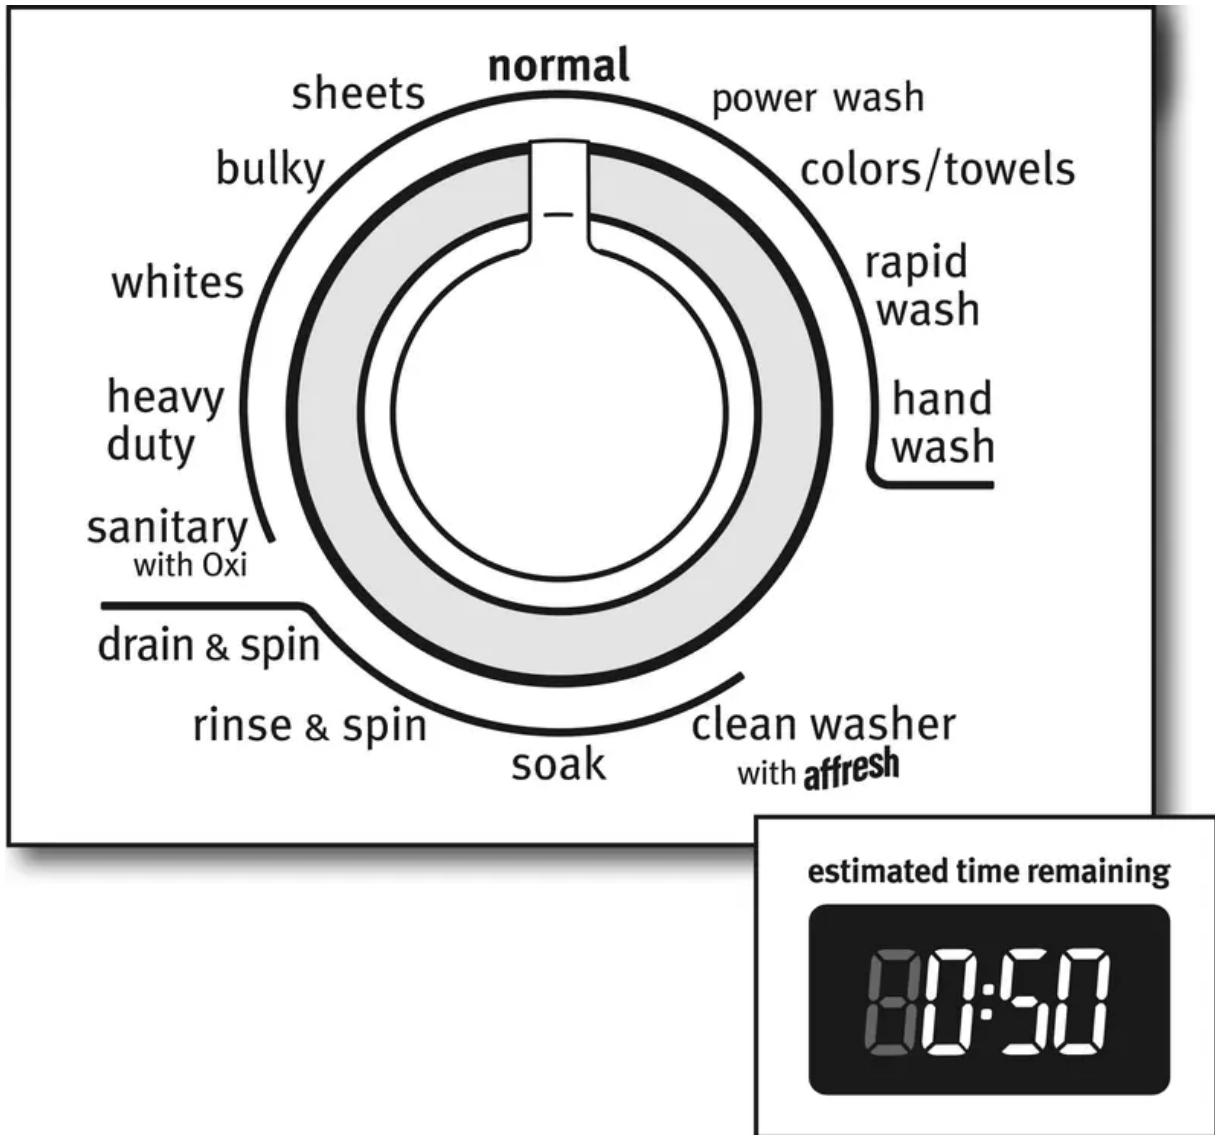 normal
sheets
power wash
bulky
colors/towels
rapid
wash
whites
heavy
duty
hand
wash
sanitary
with Oxi
drain & spin
rinse & spin
soak
clean washer
with affresh
estimated time remaining
0:50